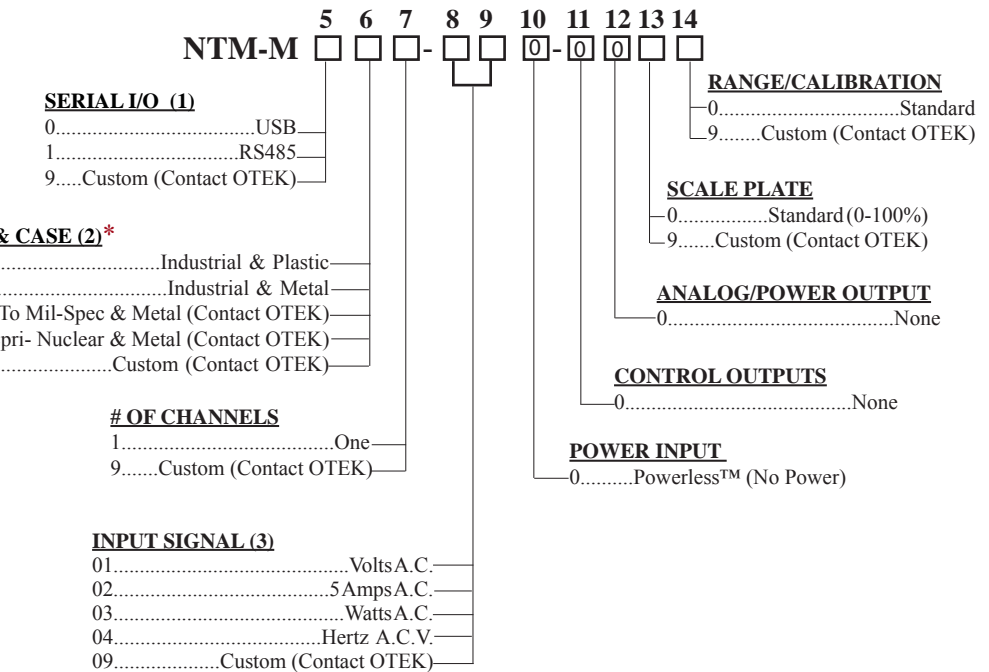 5 6 7 8 9 10 11 12 13 14
NTM-M - 0 - 0 0
RANGE/CALIBRATION
0....................................Standard
9........Custom (Contact OTEK)
SERIAL I/O (1)
0........................................USB
1.....................................RS485
9.....Custom (Contact OTEK)
SCALE PLATE
0.................Standard (0-100%)
9.......Custom (Contact OTEK)
& CASE (2)*
............................Industrial & Plastic
..................................Industrial & Metal
To Mil-Spec & Metal (Contact OTEK)
pri- Nuclear & Metal (Contact OTEK)
.....................Custom (Contact OTEK)
ANALOG/POWER OUTPUT
0..............................................None
CONTROL OUTPUTS
0..............................................None
# OF CHANNELS
1...........................................One
9.......Custom (Contact OTEK)
POWER INPUT
0..........Powerless™ (No Power)
INPUT SIGNAL (3)
01...............................................Volts A.C.
02............................................5 Amps A.C.
03...............................................Watts A.C.
04..........................................Hertz A.C.V.
09...................Custom (Contact OTEK)